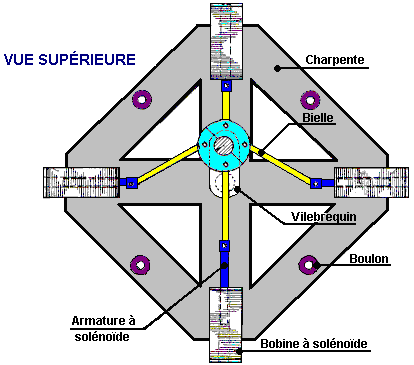 VUE SUPÉRIEURE
Charpente
Bielle
Vilebrequin
Boulon
Armature à
solénoïde
Bobine à solénoïde